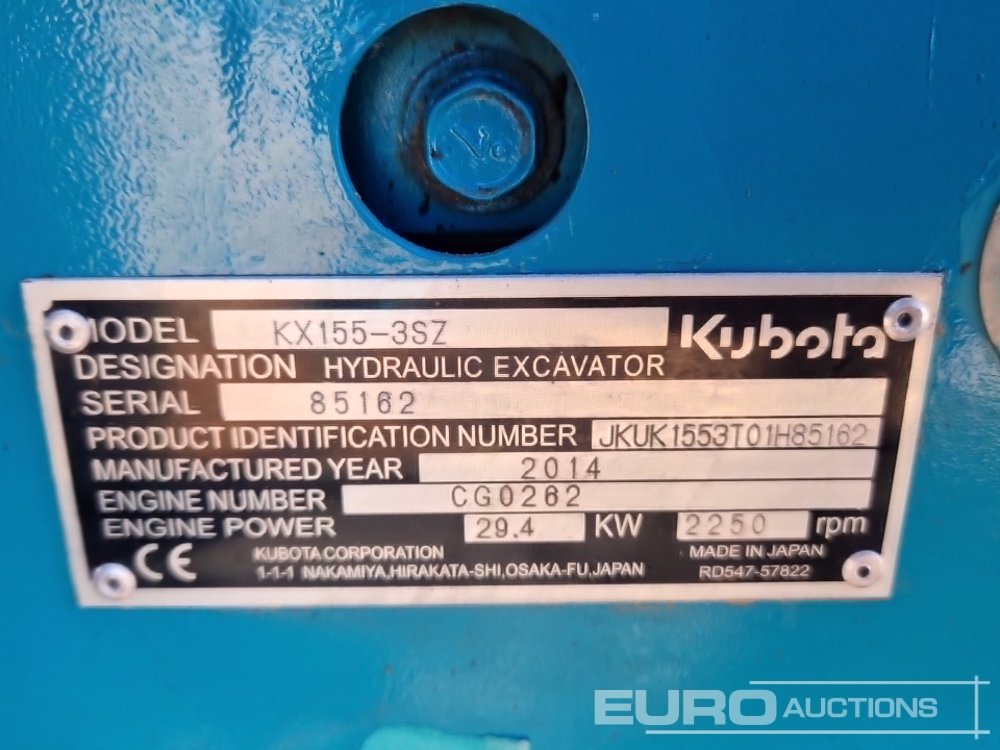 MODEL KX155-3SZ Kubota
DESIGNATION HYDRAULIC EXCAVATOR
SERIAL 85162
PRODUCT IDENTIFICATION NUMBER JKUK1553T01H85162
MANUFACTURED YEAR 2014
ENGINE NUMBER CG0262
ENGINE POWER 29.4 KW 2250 rpm
CE KUBOTA CORPORATION MADE IN JAPAN
1-1-1 NAKAMIYA,HIRAKATA-SHI,OSAKA-FU,JAPAN RD547-57822
EURO AUCTIONS